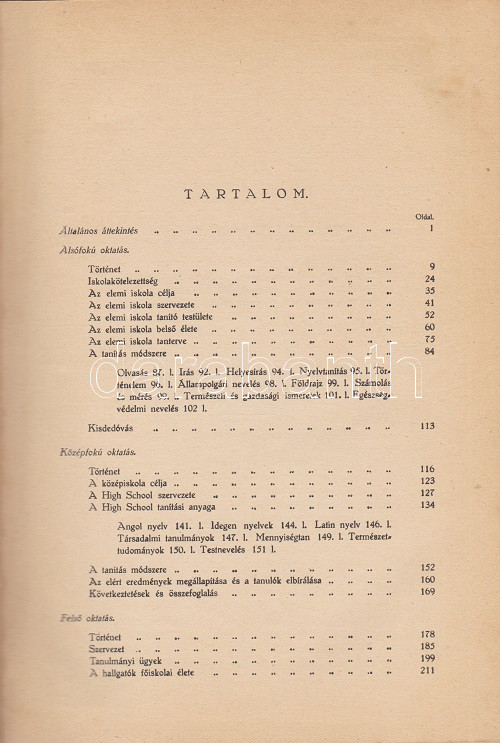 TARTALOM.
Oldal.
Általános áttekintés .. .. .. .. .. .. .. .. .. .. .. .. 1
Alsófokú oktatás.
Történet .. .. .. .. .. .. .. .. .. .. .. .. .. 9
Iskolakötelezettség .. .. .. .. .. .. .. .. .. .. .. 24
Az elemi iskola célja .. .. .. .. .. .. .. .. .. .. .. 35
Az elemi iskola szervezete .. .. .. .. .. .. .. .. .. .. 41
Az elemi iskola tanító testülete .. .. .. .. .. .. .. .. .. 52
Az elemi iskola belső élete .. .. .. .. .. .. .. .. .. .. 60
Az elemi iskola tanterve .. .. .. .. .. .. .. .. .. .. 75
A tanítás módszere .. .. .. .. .. .. .. .. .. .. .. 84
Olvasás 87. l. Irás 92. l. Helyesírás 94. l. Nyelvtanítás 95. l. Tör-
ténelem 96. l. Állampolgári nevelés 98. l. Földrajz 99. l. Számolás
és mérés 99. l. Természeti és gazdasági ismeretek 101. l. Egészség-
védelmi nevelés 102 l.
Kisdedóvás .. .. .. .. .. .. .. .. .. .. .. .. 113
Középfokú oktatás.
Történet .. .. .. .. .. .. .. .. .. .. .. .. .. 116
A középiskola célja .. .. .. .. .. .. .. .. .. .. .. 123
A High School szervezete .. .. .. .. .. .. .. .. .. .. 127
A High School tanítási anyaga .. .. .. .. .. .. .. .. .. 134
Angol nyelv 141. l. Idegen nyelvek 144. l. Latin nyelv 146. l.
Társadalmi tanulmányok 147. l. Mennyiségtan 149. l. Természet-
tudományok 150. l. Testnevelés 151 l.
A tanítás módszere .. .. .. .. .. .. .. .. .. .. .. 152
Az elért eredmények megállapítása és a tanulók elbírálása .. .. .. .. 160
Következtetések és összefoglalás .. .. .. .. .. .. .. .. .. 169
Felső oktatás.
Történet .. .. .. .. .. .. .. .. .. .. .. .. 178
Szervezet .. .. .. .. .. .. .. .. .. .. .. .. 185
Tanulmányi ügyek .. .. .. .. .. .. .. .. .. .. .. 199
A hallgatók főiskolai élete .. .. .. .. .. .. .. .. .. 211
darabanth